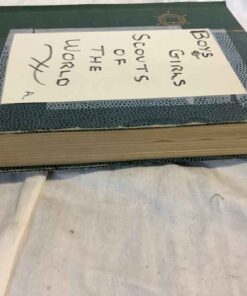 BOYS
&
GIRLS
SCOUTS
OF
THE
WORLD
A.